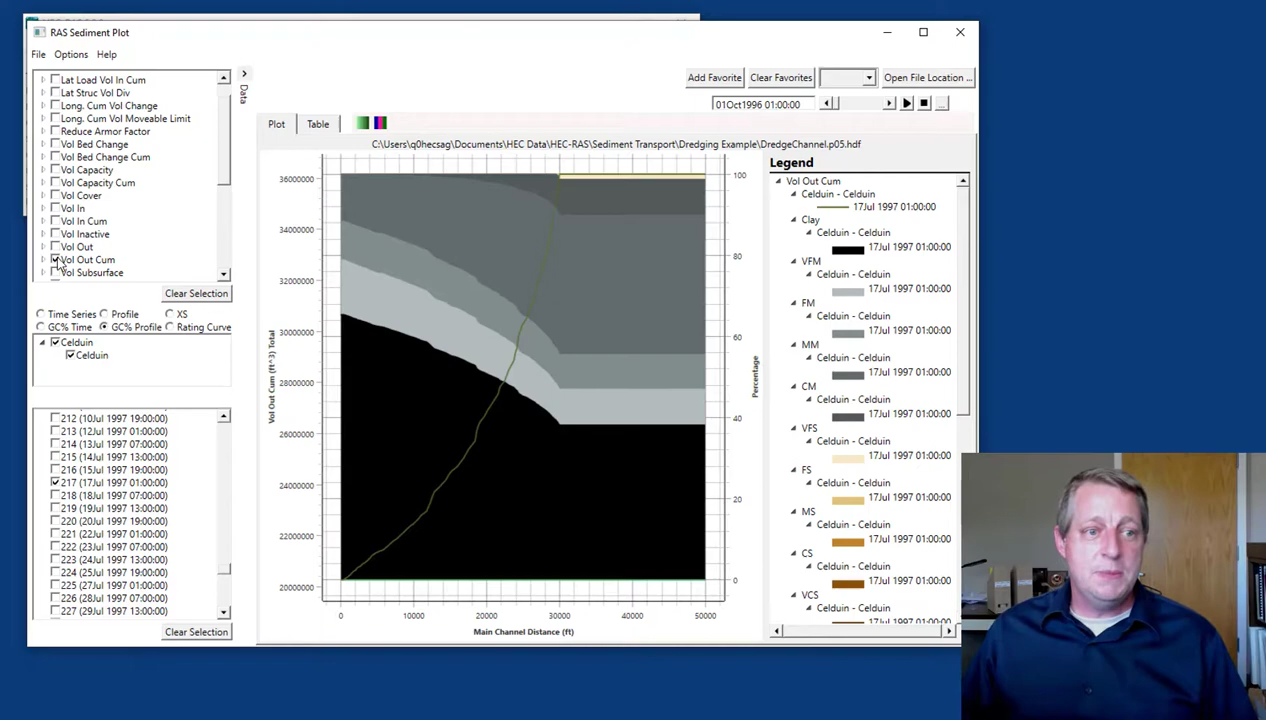 RAS Sediment Plot
File Options Help
Lat Load Vol In Cum
Lat Struc Vol Div
Long. Cum Vol Change
Long. Cum Vol Moveable Limit
Reduce Armor Factor
Vol Bed Change
Vol Bed Change Cum
Vol Capacity
Vol Capacity Cum
Vol Cover
Vol In
Vol In Cum
Vol Inactive
Vol Out
Vol Out Cum
Vol Subsurface
Clear Selection
Time Series Profile XS
GC% Time GC% Profile Rating Curve
Celduin
Celduin
212 (10Jul 1997 19:00:00)
213 (12Jul 1997 01:00:00)
214 (13Jul 1997 07:00:00)
215 (14Jul 1997 13:00:00)
216 (15Jul 1997 19:00:00)
217 (17Jul 1997 01:00:00)
218 (18Jul 1997 07:00:00)
219 (19Jul 1997 13:00:00)
220 (20Jul 1997 19:00:00)
221 (22Jul 1997 01:00:00)
222 (23Jul 1997 07:00:00)
223 (24Jul 1997 13:00:00)
224 (25Jul 1997 19:00:00)
225 (27Jul 1997 01:00:00)
226 (28Jul 1997 07:00:00)
227 (29Jul 1997 13:00:00)
Clear Selection
Data
Add Favorite Clear Favorites Open File Location ...
01Oct1996 01:00:00 ...
Plot Table
C:\Users\q0hecsag\Documents\HEC Data\HEC-RAS\Sediment Transport\Dredging Example\DredgeChannel.p05.hdf
Vol Out Cum (ft^3) Total
36000000
34000000
32000000
30000000
28000000
26000000
24000000
22000000
20000000
100
80
60
40
20
0
Percentage
0 10000 20000 30000 40000 50000
Main Channel Distance (ft)
Legend
Vol Out Cum
Celduin - Celduin
17Jul 1997 01:00:00
Clay
Celduin - Celduin
17Jul 1997 01:00:00
VFM
Celduin - Celduin
17Jul 1997 01:00:00
FM
Celduin - Celduin
17Jul 1997 01:00:00
MM
Celduin - Celduin
17Jul 1997 01:00:00
CM
Celduin - Celduin
17Jul 1997 01:00:00
VFS
Celduin - Celduin
17Jul 1997 01:00:00
FS
Celduin - Celduin
17Jul 1997 01:00:00
MS
Celduin - Celduin
17Jul 1997 01:00:00
CS
Celduin - Celduin
17Jul 1997 01:00:00
VCS
Celduin - Celduin
17Jul 1997 01:00:00